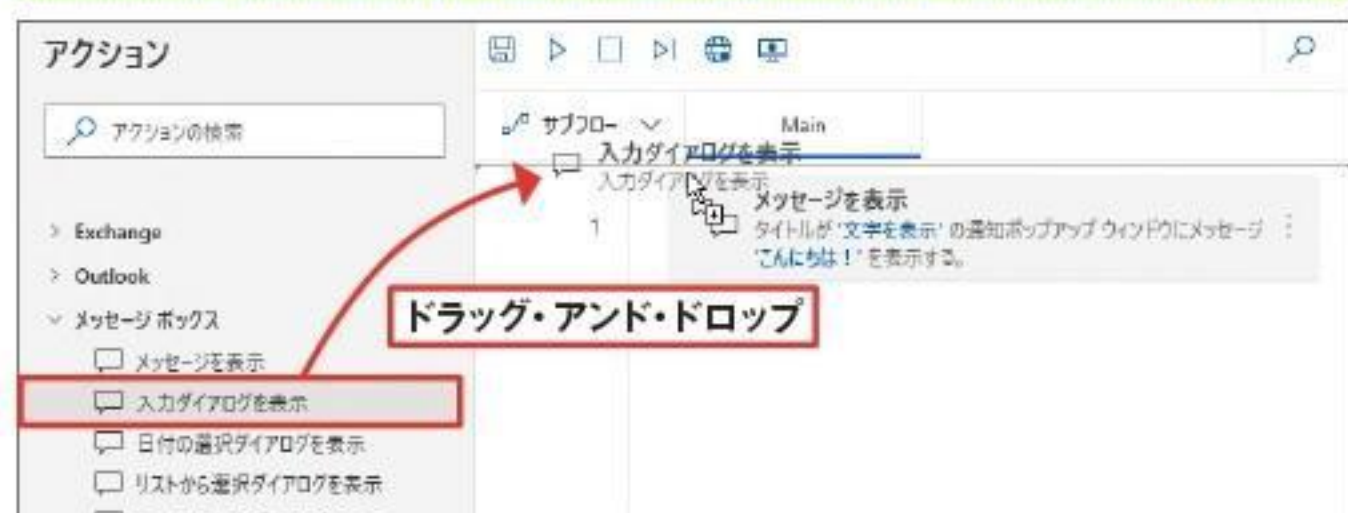 アクション
アクションの検索
Exchange
Outlook
メッセージ ボックス
メッセージを表示
入力ダイアログを表示
日付の選択ダイアログを表示
リストから選択ダイアログを表示
サブフロー
Main
入力ダイアログを表示
入力ダイアログを表示
1
メッセージを表示
タイトルが '文字を表示' の通知ポップアップ ウィンドウにメッセージ
'こんにちは！' を表示する。
ドラッグ・アンド・ドロップ